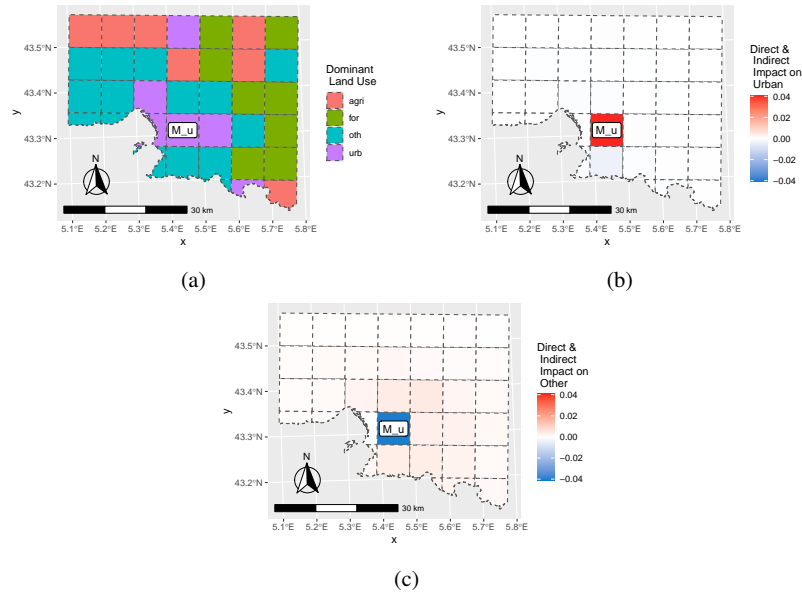 43.5°N
43.4°N
43.3°N
43.2°N
y
M_u
N
30 km
5.1°E 5.2°E 5.3°E 5.4°E 5.5°E 5.6°E 5.7°E 5.8°E
x
Dominant
Land Use
agri
for
oth
urb
(a)
43.5°N
43.4°N
43.3°N
43.2°N
y
M_u
N
30 km
5.1°E 5.2°E 5.3°E 5.4°E 5.5°E 5.6°E 5.7°E 5.8°E
x
Direct &
Indirect
Impact on
Urban
0.04
0.02
0.00
−0.02
−0.04
(b)
43.5°N
43.4°N
43.3°N
43.2°N
y
M_u
N
30 km
5.1°E 5.2°E 5.3°E 5.4°E 5.5°E 5.6°E 5.7°E 5.8°E
x
Direct &
Indirect
Impact on
Other
0.04
0.02
0.00
−0.02
−0.04
(c)